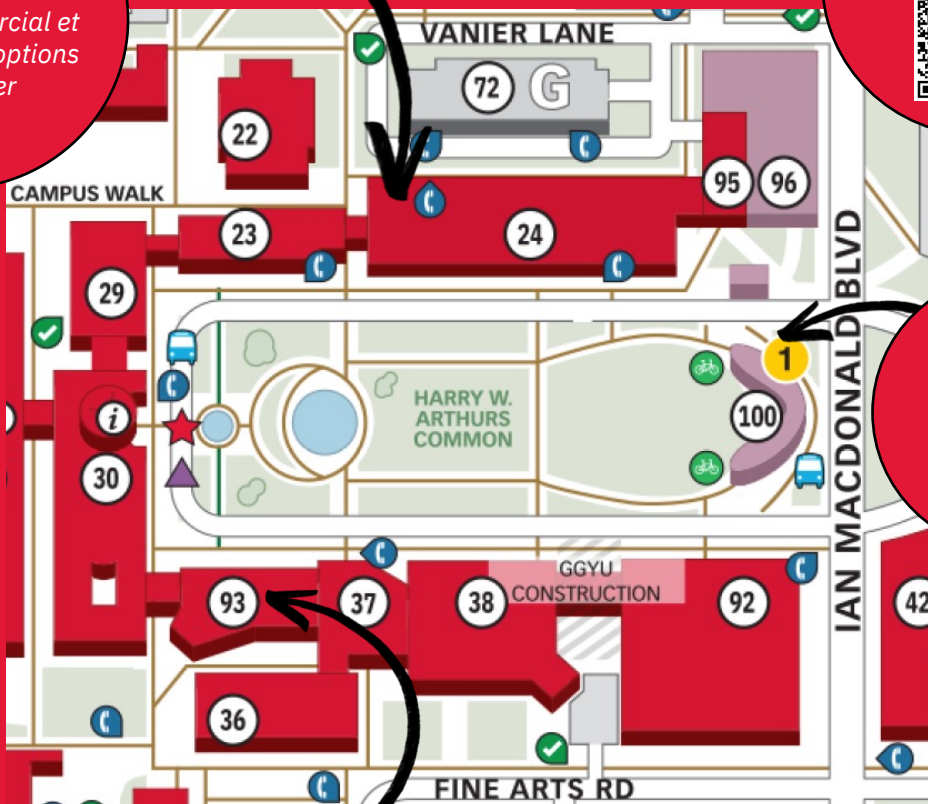 rcial et
options
er
VANIER LANE
72
G
22
CAMPUS WALK
95
96
23
24
29
1
HARRY W.
ARTHURS
COMMON
100
i
30
IAN MACDONALD BLVD
GGYU
CONSTRUCTION
93
37
38
92
42
36
FINE ARTS RD